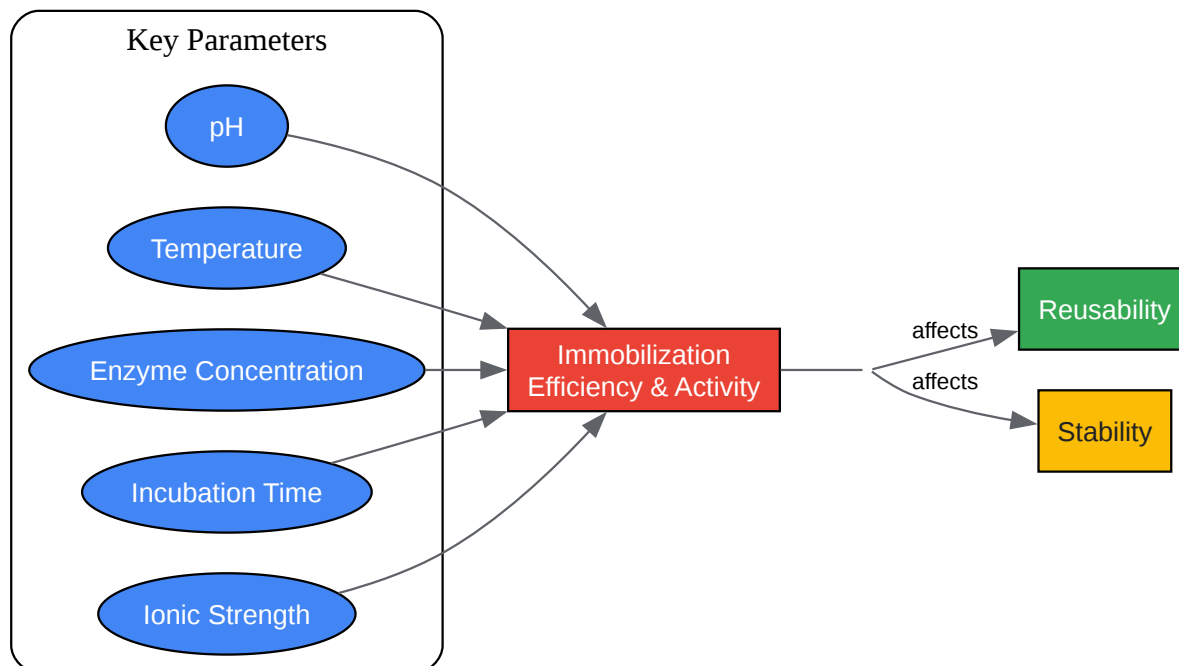 Key Parameters
pH
Temperature
Enzyme Concentration
Incubation Time
Ionic Strength
Immobilization
Efficiency & Activity
affects
affects
Reusability
Stability